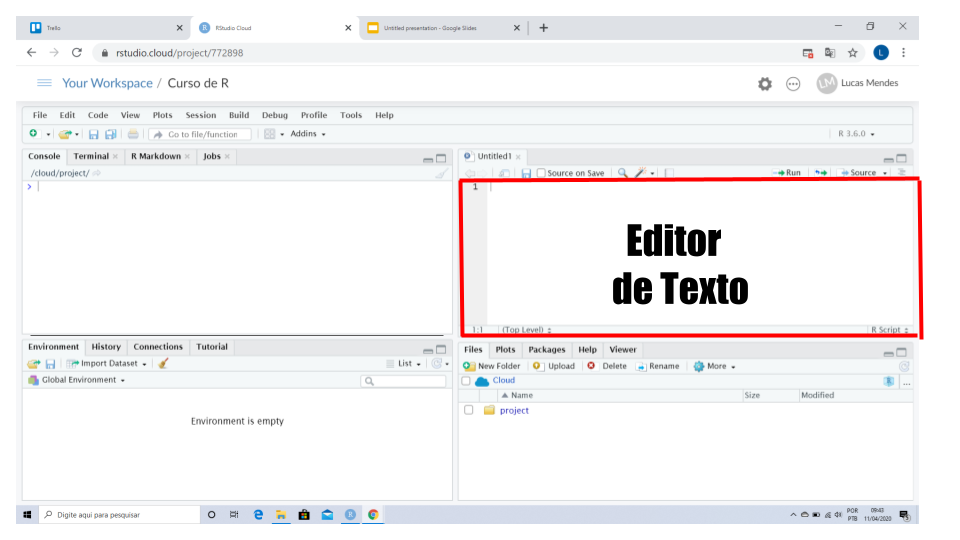 Trello
RStudio Cloud
Untitled presentation - Google Slides
rstudio.cloud/project/772898
L
Your Workspace / Curso de R
LM Lucas Mendes
File Edit Code View Plots Session Build Debug Profile Tools Help
Go to file/function
Addins
R 3.6.0
Console Terminal R Markdown Jobs
/cloud/project/
>
Untitled1
Source on Save
Run
Source
1
Editor
de Texto
1:1 (Top Level)
R Script
Environment History Connections Tutorial
Import Dataset
List
Global Environment
Environment is empty
Files Plots Packages Help Viewer
New Folder Upload Delete Rename More
Cloud
...
Name Size Modified
project
Digite aqui para pesquisar
POR 09:43
PTB 11/04/2020